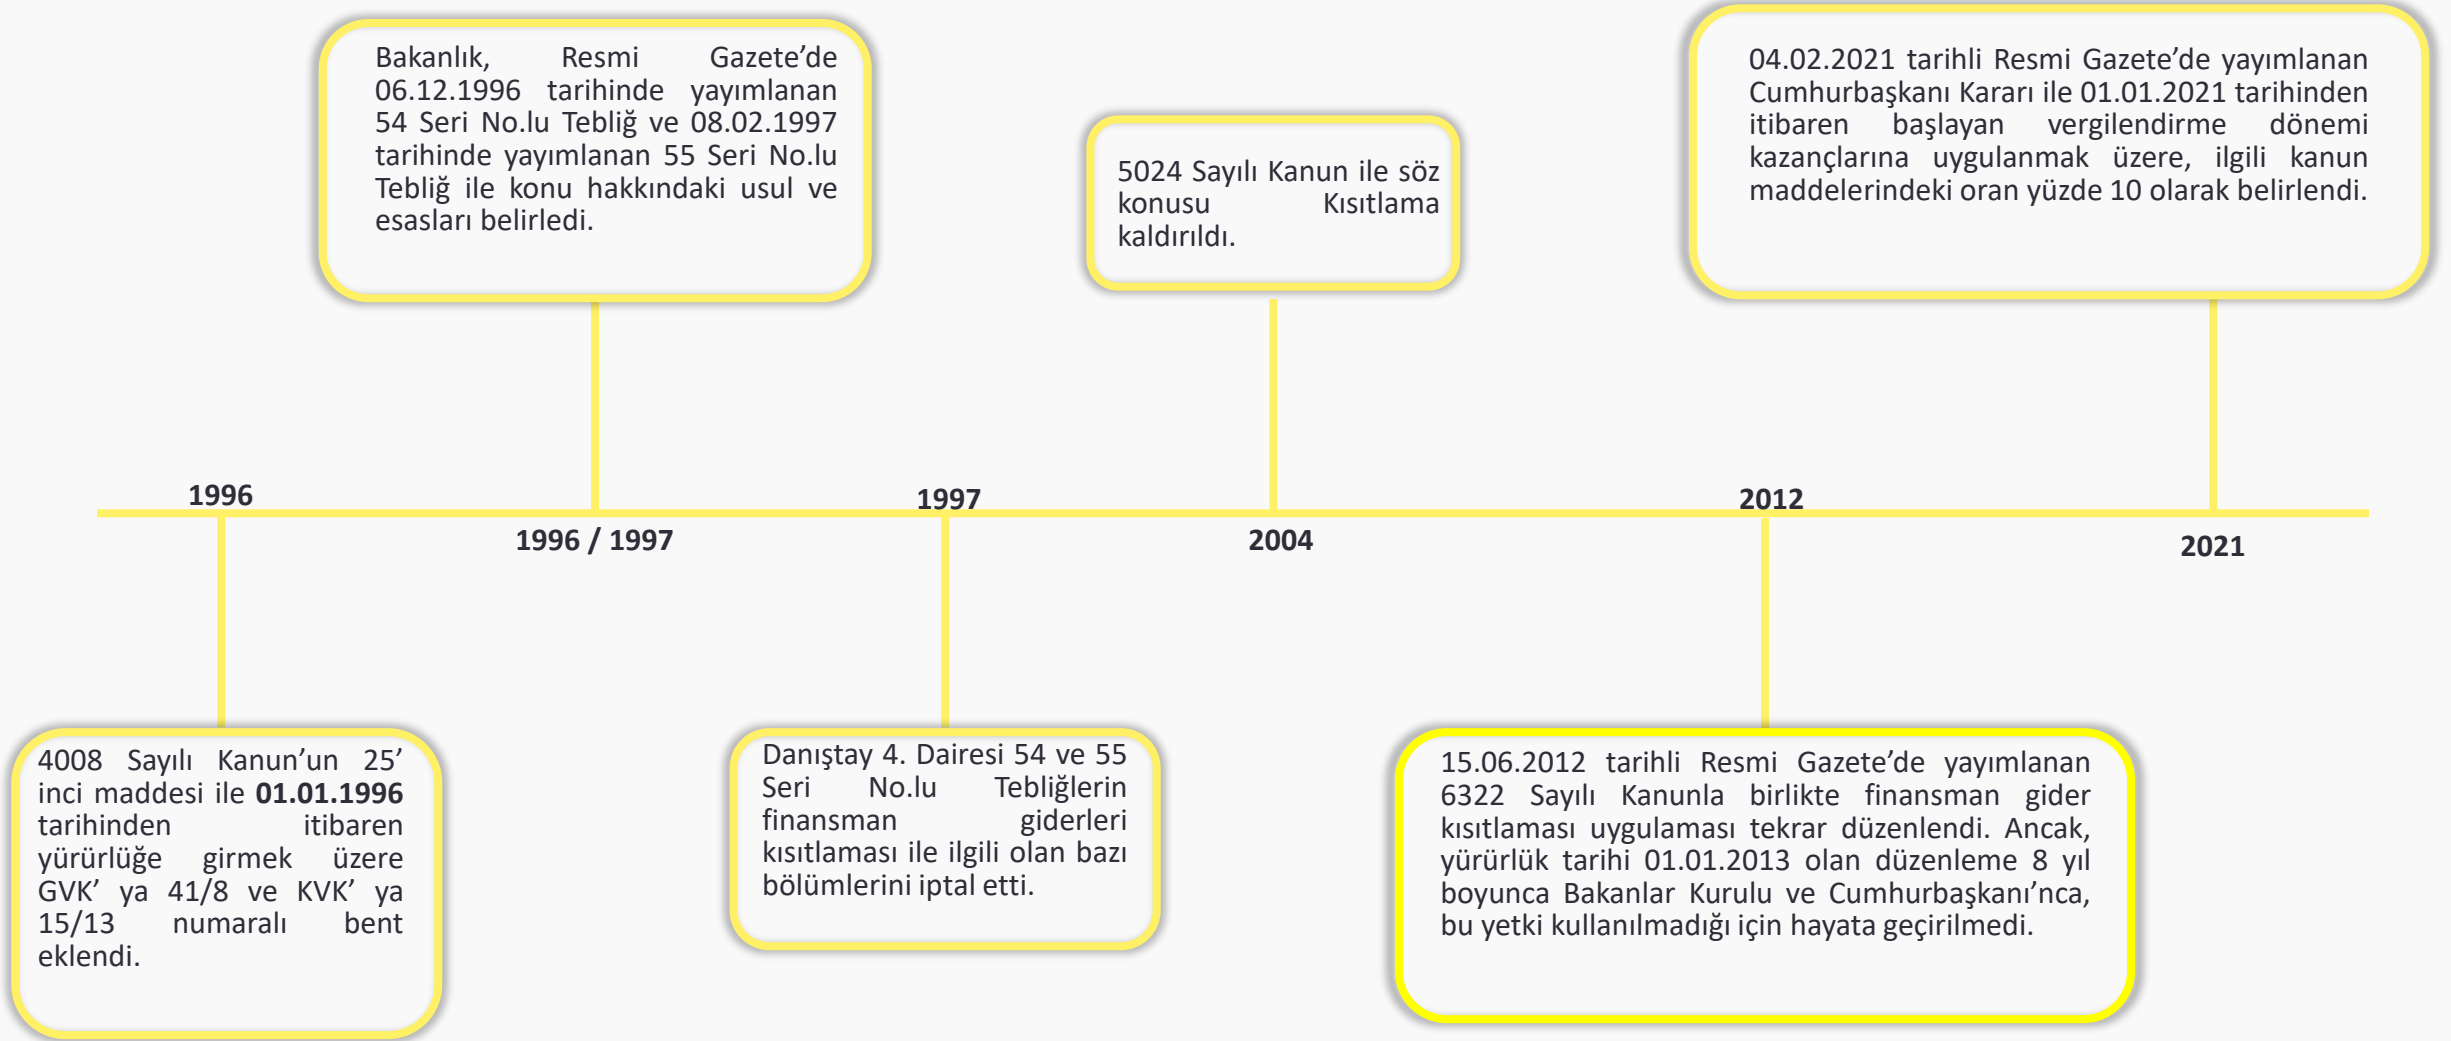 Bakanlık, Resmi Gazete’de
06.12.1996 tarihinde yayımlanan
54 Seri No.lu Tebliğ ve 08.02.1997
tarihinde yayımlanan 55 Seri No.lu
Tebliğ ile konu hakkındaki usul ve
esasları belirledi.
5024 Sayılı Kanun ile söz
konusu Kısıtlama
kaldırıldı.
04.02.2021 tarihli Resmi Gazete’de yayımlanan
Cumhurbaşkanı Kararı ile 01.01.2021 tarihinden
itibaren başlayan vergilendirme dönemi
kazançlarına uygulanmak üzere, ilgili kanun
maddelerindeki oran yüzde 10 olarak belirlendi.
1996
1996 / 1997
1997
2004
2012
2021
4008 Sayılı Kanun’un 25’
inci maddesi ile 01.01.1996
tarihinden itibaren
yürürlüğe girmek üzere
GVK’ ya 41/8 ve KVK’ ya
15/13 numaralı bent
eklendi.
Danıştay 4. Dairesi 54 ve 55
Seri No.lu Tebliğlerin
finansman giderleri
kısıtlaması ile ilgili olan bazı
bölümlerini iptal etti.
15.06.2012 tarihli Resmi Gazete’de yayımlanan
6322 Sayılı Kanunla birlikte finansman gider
kısıtlaması uygulaması tekrar düzenlendi. Ancak,
yürürlük tarihi 01.01.2013 olan düzenleme 8 yıl
boyunca Bakanlar Kurulu ve Cumhurbaşkanı’nca,
bu yetki kullanılmadığı için hayata geçirilmedi.